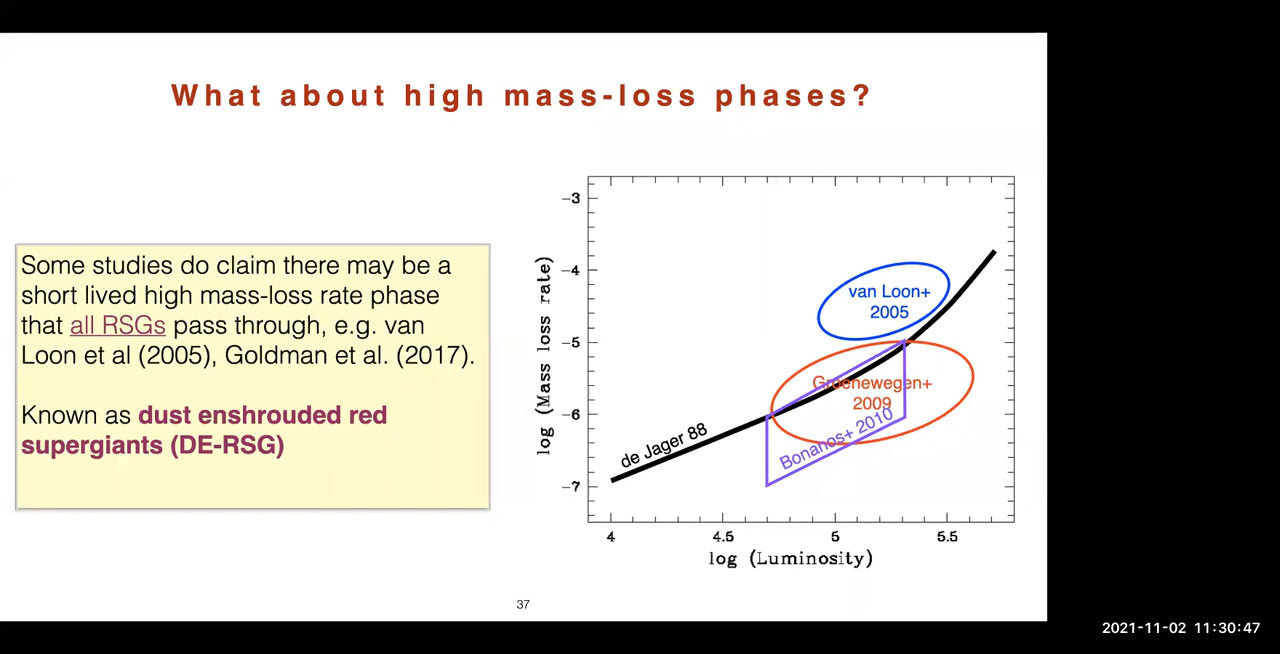 What about high mass-loss phases?
Some studies do claim there may be a
short lived high mass-loss rate phase
that all RSGs pass through, e.g. van
Loon et al (2005), Goldman et al. (2017).
Known as dust enshrouded red
supergiants (DE-RSG)
log (Mass loss rate)
−3
−4
−5
−6
−7
van Loon+
2005
Groenewegen+
2009
Bonanos+ 2010
de Jager 88
4
4.5
5
5.5
log (Luminosity)
37
2021-11-02 11:30:47